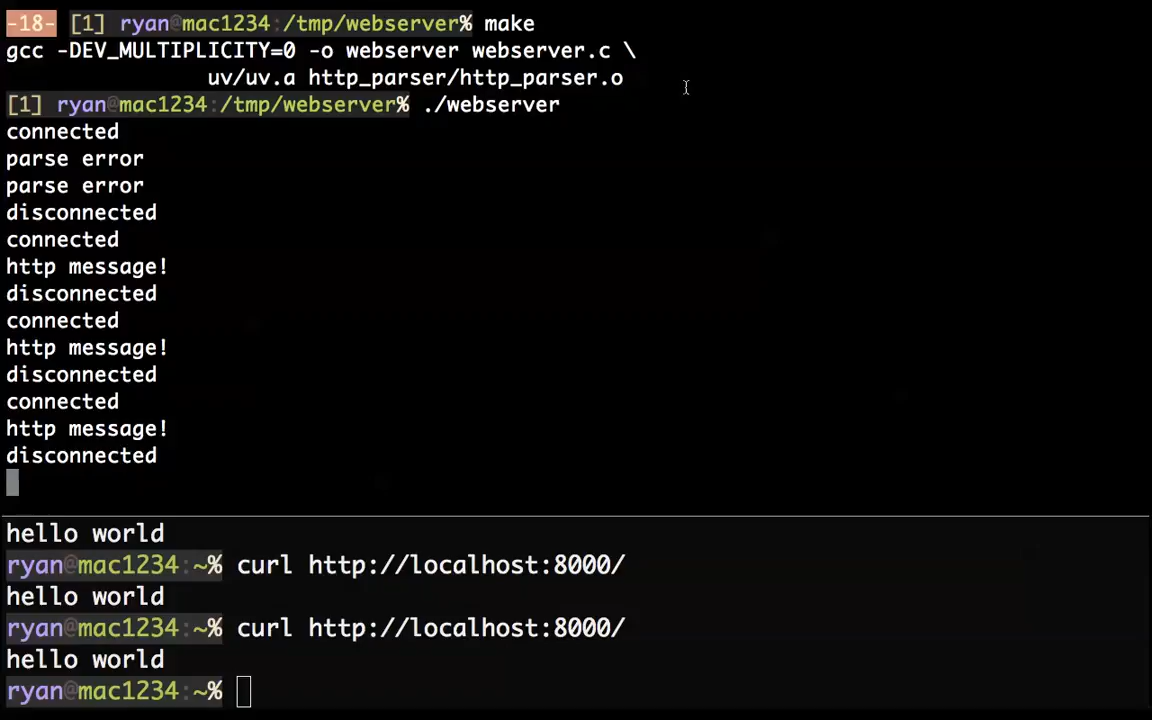 -18- [1] ryan@mac1234:/tmp/webserver% make
gcc -DEV_MULTIPLICITY=0 -o webserver webserver.c \
uv/uv.a http_parser/http_parser.o
[1] ryan@mac1234:/tmp/webserver% ./webserver
connected
parse error
parse error
disconnected
connected
http message!
disconnected
connected
http message!
disconnected
connected
http message!
disconnected
hello world
ryan@mac1234:~% curl http://localhost:8000/
hello world
ryan@mac1234:~% curl http://localhost:8000/
hello world
ryan@mac1234:~%